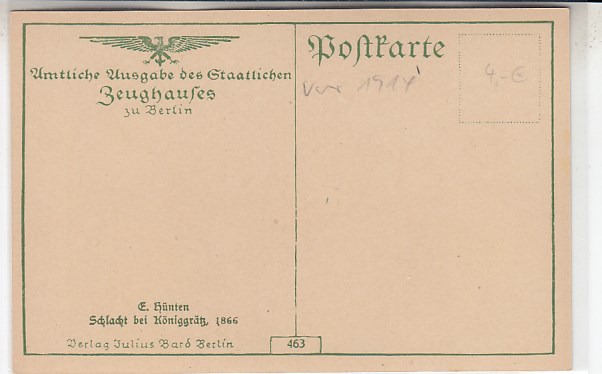 Amtliche Ausgabe des Staatlichen
Zeughauses
zu Berlin
Postkarte
vor 1914
4,-€
E. Hünten
Schlacht bei Königgrätz, 1866
Verlag Julius Bard Berlin
463